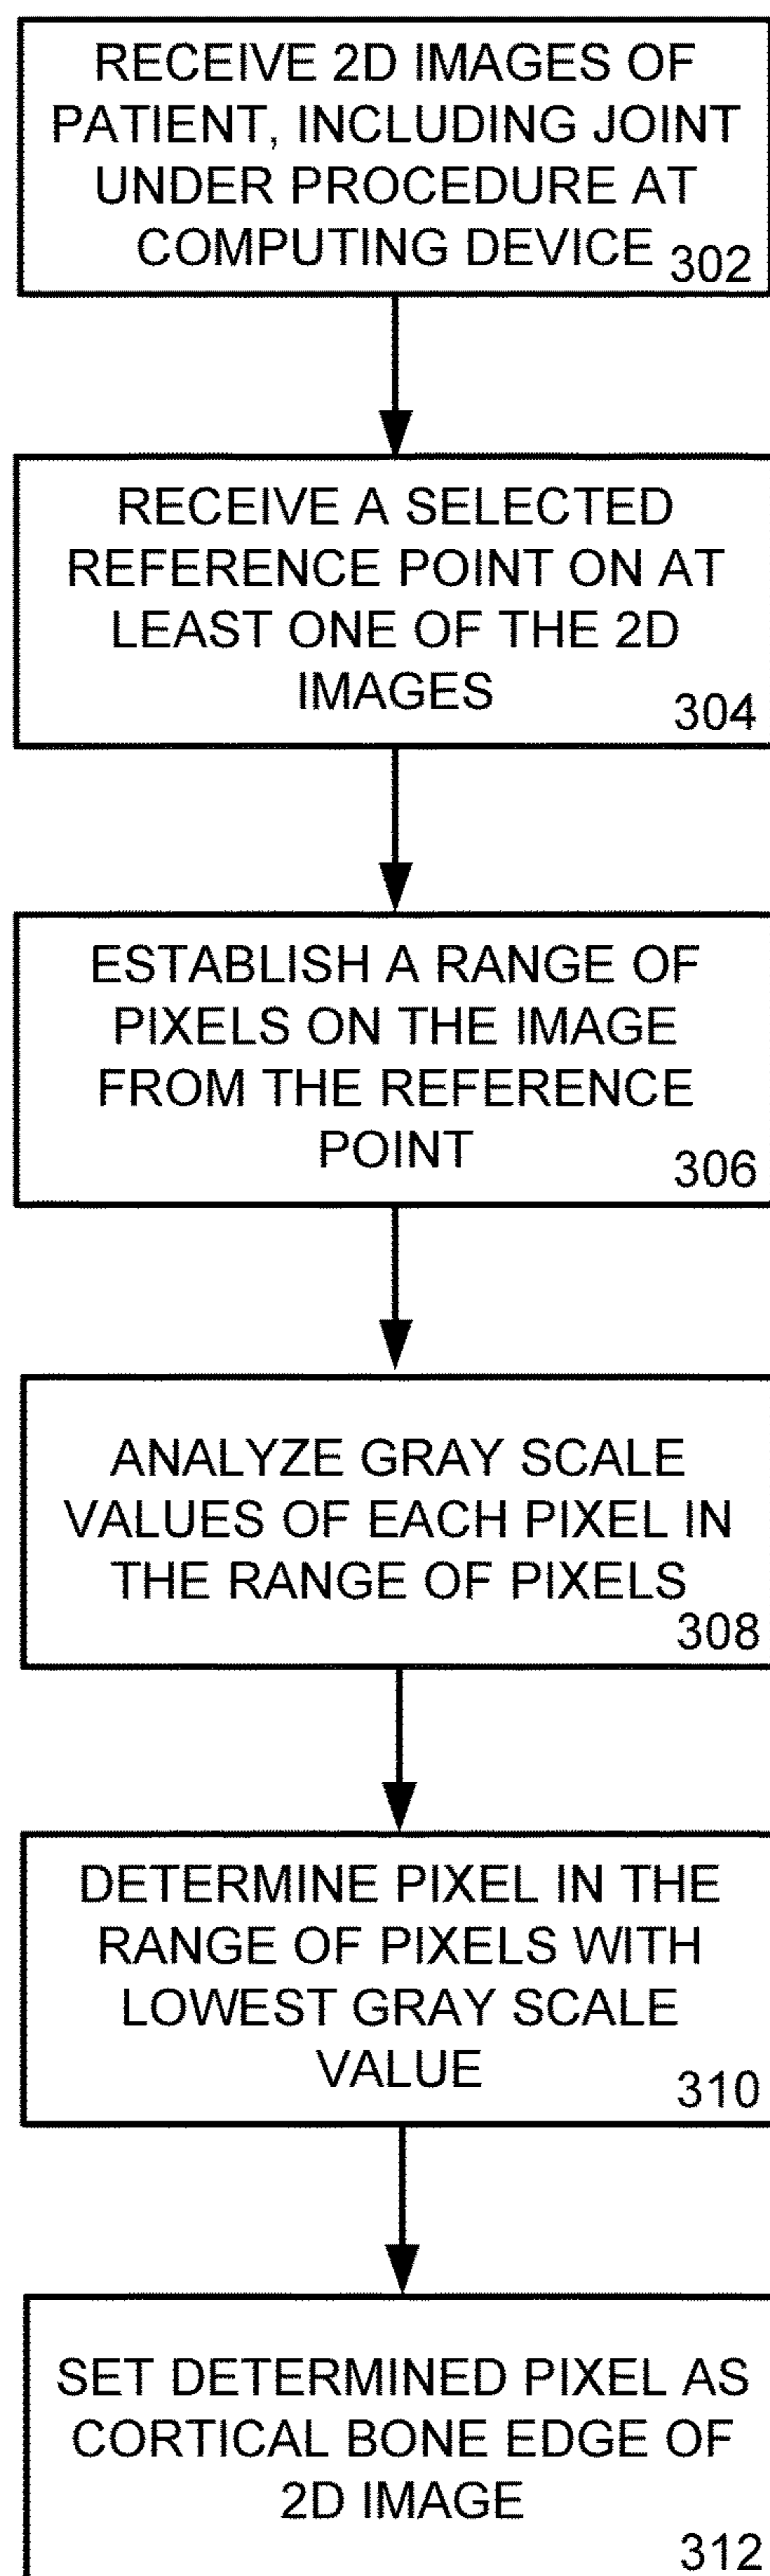 RECEIVE 2D IMAGES OF
PATIENT, INCLUDING JOINT
UNDER PROCEDURE AT
COMPUTING DEVICE 302
RECEIVE A SELECTED
REFERENCE POINT ON AT
LEAST ONE OF THE 2D
IMAGES
304
ESTABLISH A RANGE OF
PIXELS ON THE IMAGE
FROM THE REFERENCE
POINT
306
ANALYZE GRAY SCALE
VALUES OF EACH PIXEL IN
THE RANGE OF PIXELS
308
DETERMINE PIXEL IN THE
RANGE OF PIXELS WITH
LOWEST GRAY SCALE
VALUE
310
SET DETERMINED PIXEL AS
CORTICAL BONE EDGE OF
2D IMAGE
312